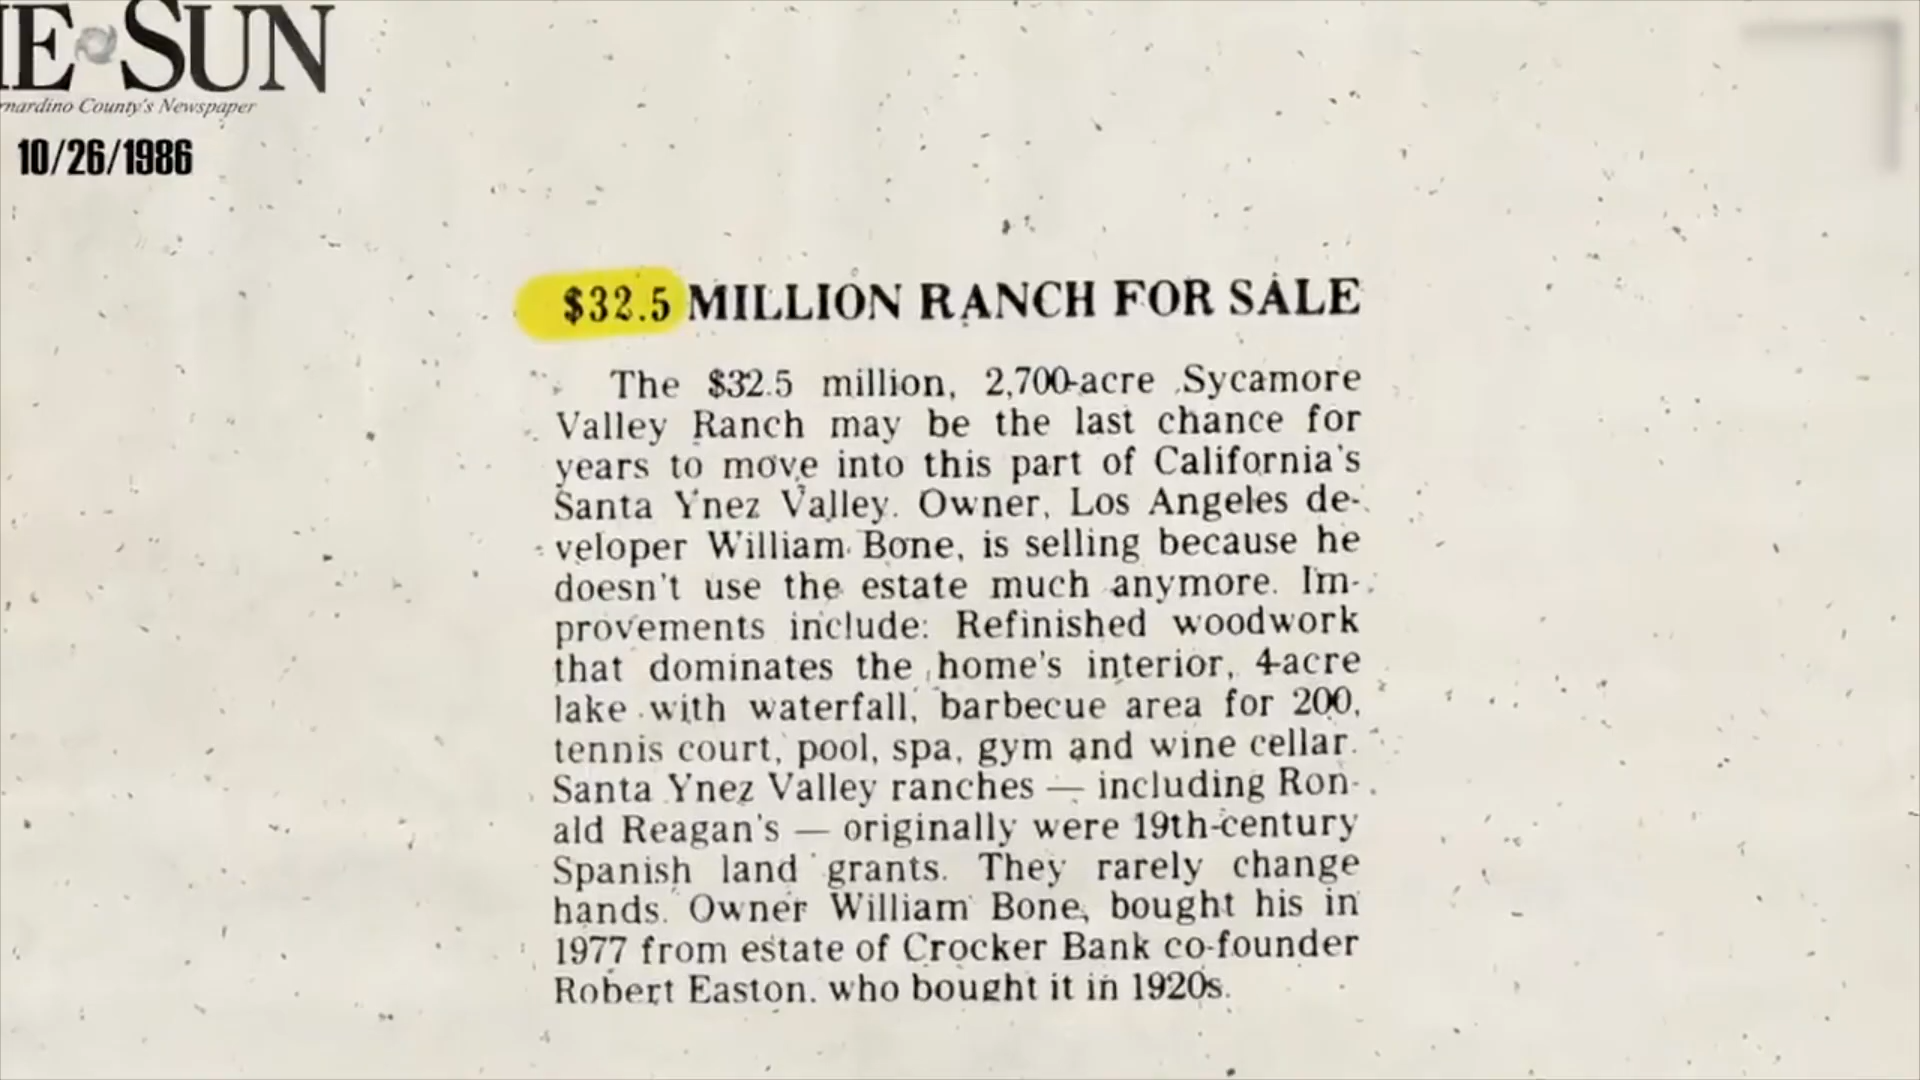 IE SUN
rnardino County's Newspaper
10/26/1986
$32.5 MILLION RANCH FOR SALE
The $32.5 million, 2,700-acre Sycamore
Valley Ranch may be the last chance for
years to move into this part of California's
Santa Ynez Valley. Owner, Los Angeles de-
veloper William Bone, is selling because he
doesn't use the estate much anymore. Im-
provements include: Refinished woodwork
that dominates the home's interior, 4-acre
lake with waterfall, barbecue area for 200,
tennis court, pool, spa, gym and wine cellar.
Santa Ynez Valley ranches — including Ron-
ald Reagan's — originally were 19th-century
Spanish land grants. They rarely change
hands. Owner William Bone, bought his in
1977 from estate of Crocker Bank co-founder
Robert Easton, who bought it in 1920s.